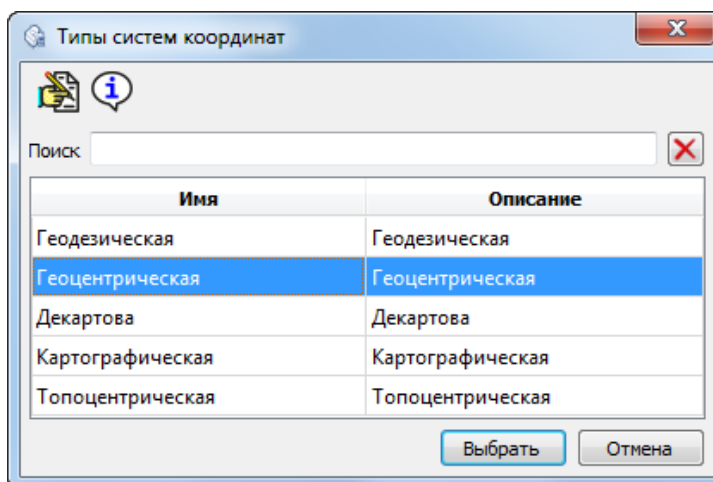 Типы систем координат
Поиск
Имя Описание
Геодезическая Геодезическая
Геоцентрическая Геоцентрическая
Декартова Декартова
Картографическая Картографическая
Топоцентрическая Топоцентрическая
Выбрать Отмена